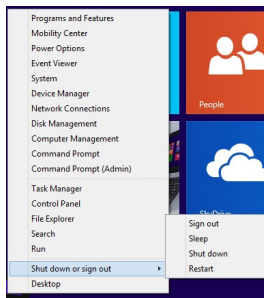 Programs and Features
Mobility Center
Power Options
Event Viewer
System
Device Manager
Network Connections
Disk Management
Computer Management
Command Prompt
Command Prompt (Admin)
Task Manager
Control Panel
File Explorer
Search
Run
Shut down or sign out
Desktop
People
SkyDrive
Sign out
Sleep
Shut down
Restart